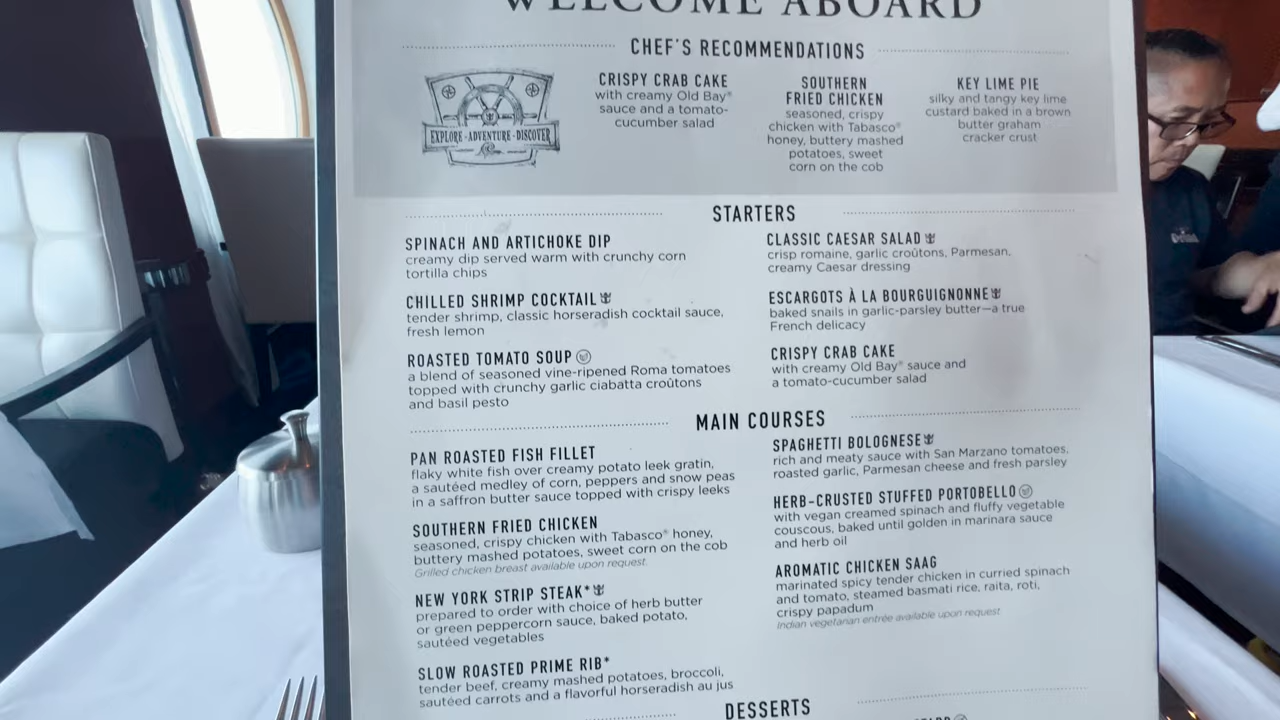 WELCOME ABOARD
CHEF'S RECOMMENDATIONS
EXPLORE · ADVENTURE · DISCOVER
CRISPY CRAB CAKE
with creamy Old Bay®
sauce and a tomato-
cucumber salad
SOUTHERN
FRIED CHICKEN
seasoned, crispy
chicken with Tabasco®
honey, buttery mashed
potatoes, sweet
corn on the cob
KEY LIME PIE
silky and tangy key lime
custard baked in a brown
butter graham
cracker crust
STARTERS
SPINACH AND ARTICHOKE DIP
creamy dip served warm with crunchy corn
tortilla chips
CHILLED SHRIMP COCKTAIL
tender shrimp, classic horseradish cocktail sauce,
fresh lemon
ROASTED TOMATO SOUP
a blend of seasoned vine-ripened Roma tomatoes
topped with crunchy garlic ciabatta croûtons
and basil pesto
CLASSIC CAESAR SALAD
crisp romaine, garlic croûtons, Parmesan,
creamy Caesar dressing
ESCARGOTS À LA BOURGUIGNONNE
baked snails in garlic-parsley butter—a true
French delicacy
CRISPY CRAB CAKE
with creamy Old Bay® sauce and
a tomato-cucumber salad
MAIN COURSES
PAN ROASTED FISH FILLET
flaky white fish over creamy potato leek gratin,
a sautéed medley of corn, peppers and snow peas
in a saffron butter sauce topped with crispy leeks
SOUTHERN FRIED CHICKEN
seasoned, crispy chicken with Tabasco® honey,
buttery mashed potatoes, sweet corn on the cob
Grilled chicken breast available upon request.
NEW YORK STRIP STEAK*
prepared to order with choice of herb butter
or green peppercorn sauce, baked potato,
sautéed vegetables
SLOW ROASTED PRIME RIB*
tender beef, creamy mashed potatoes, broccoli,
sautéed carrots and a flavorful horseradish au jus
SPAGHETTI BOLOGNESE
rich and meaty sauce with San Marzano tomatoes,
roasted garlic, Parmesan cheese and fresh parsley
HERB-CRUSTED STUFFED PORTOBELLO
with vegan creamed spinach and fluffy vegetable
couscous, baked until golden in marinara sauce
and herb oil
AROMATIC CHICKEN SAAG
marinated spicy tender chicken in curried spinach
and tomato, steamed basmati rice, raita, roti,
crispy papadum
Indian vegetarian entrée available upon request
DESSERTS